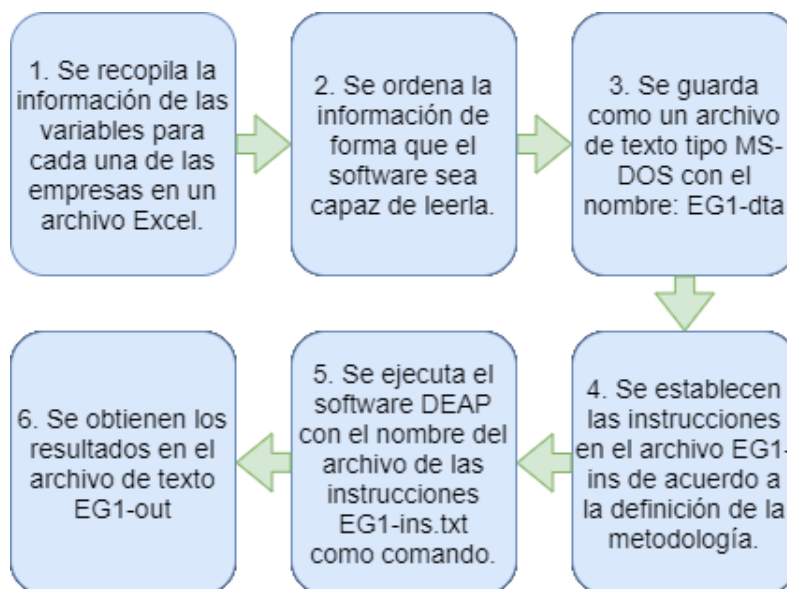 1. Se recopila la
información de las
variables para
cada una de las
empresas en un
archivo Excel.
2. Se ordena la
información de
forma que el
software sea
capaz de leerla.
3. Se guarda
como un archivo
de texto tipo MS-
DOS con el
nombre: EG1-dta
4. Se establecen
las instrucciones
en el archivo EG1-
ins de acuerdo a
la definición de la
metodología.
5. Se ejecuta el
software DEAP
con el nombre del
archivo de las
instrucciones
EG1-ins.txt
como comando.
6. Se obtienen los
resultados en el
archivo de texto
EG1-out